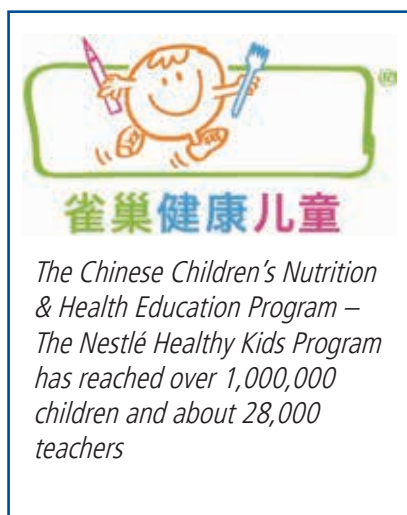 雀巢健康儿童
The Chinese Children’s Nutrition
& Health Education Program –
The Nestlé Healthy Kids Program
has reached over 1,000,000
children and about 28,000
teachers